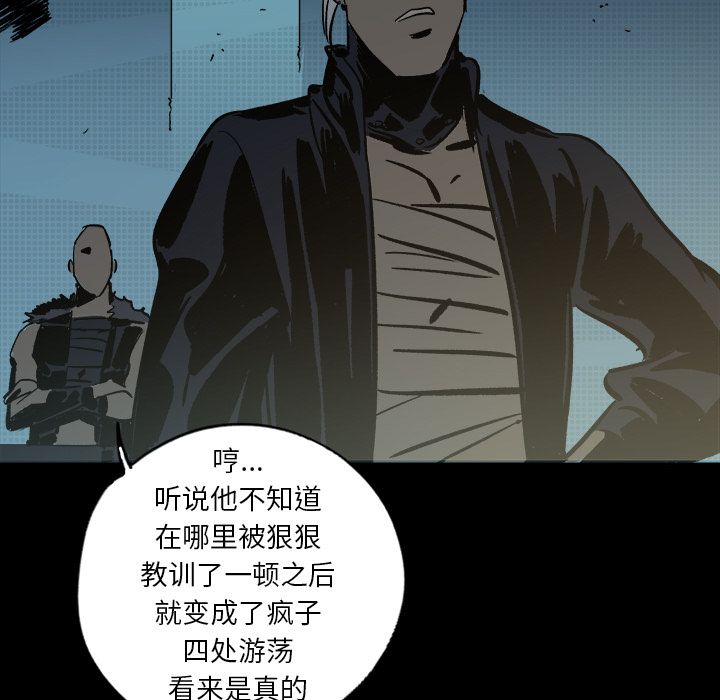 哼...
听说他不知道
在哪里被狠狠
教训了一顿之后
就变成了疯子
四处游荡
看来是真的